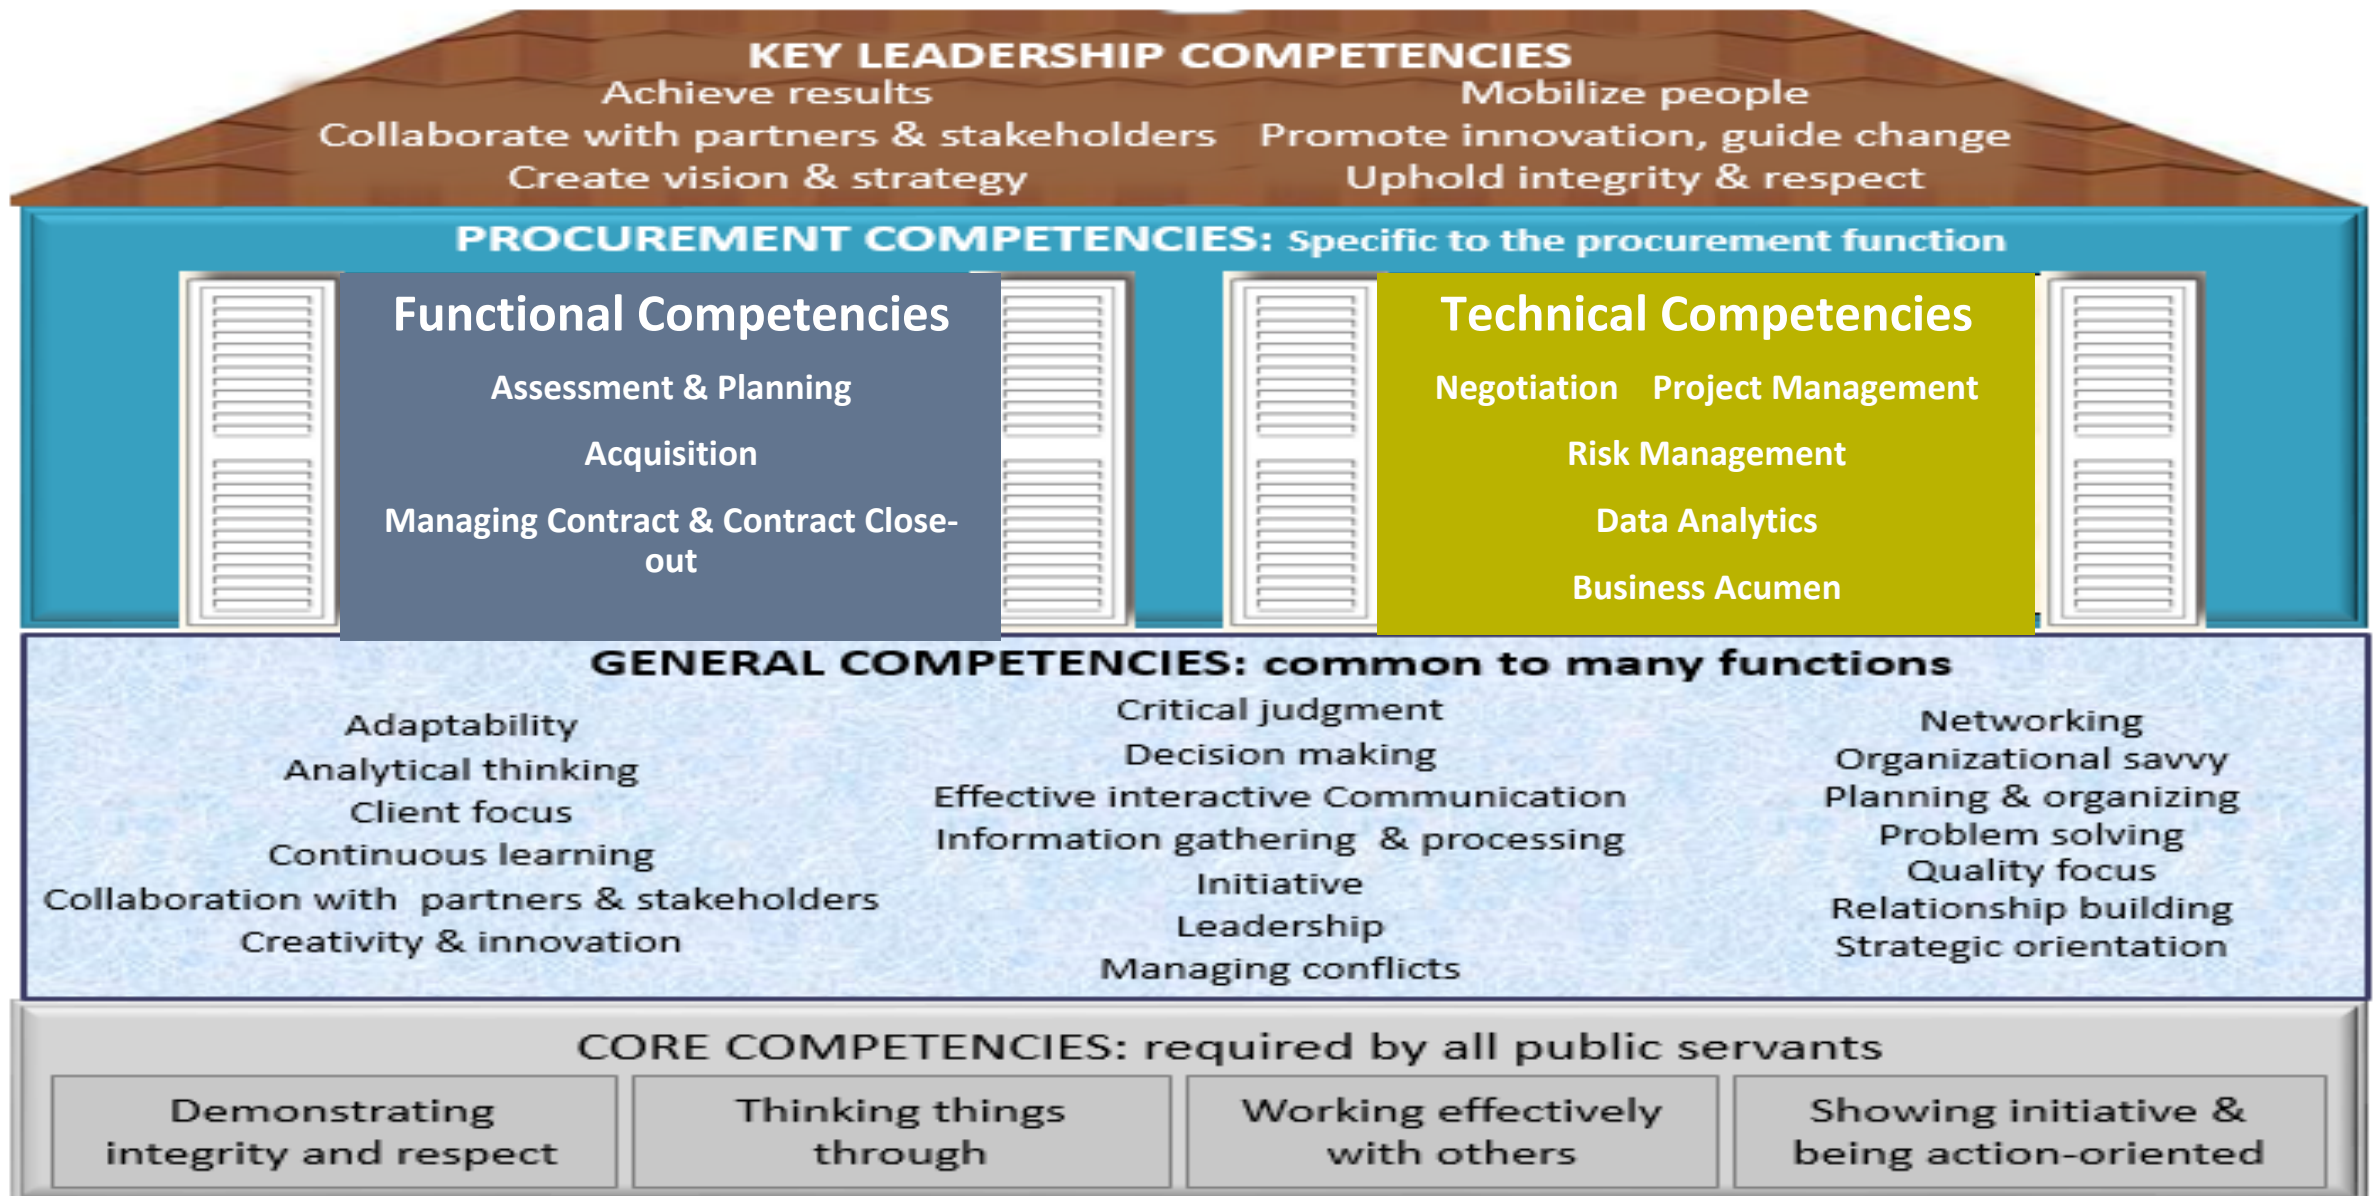 KEY LEADERSHIP COMPETENCIES
Achieve results
Collaborate with partners & stakeholders
Create vision & strategy
Mobilize people
Promote innovation, guide change
Uphold integrity & respect
PROCUREMENT COMPETENCIES: Specific to the procurement function
Functional Competencies
Assessment & Planning
Acquisition
Managing Contract & Contract Close-
out
Technical Competencies
Negotiation Project Management
Risk Management
Data Analytics
Business Acumen
GENERAL COMPETENCIES: common to many functions
Adaptability
Analytical thinking
Client focus
Continuous learning
Collaboration with partners & stakeholders
Creativity & innovation
Critical judgment
Decision making
Effective interactive Communication
Information gathering & processing
Initiative
Leadership
Managing conflicts
Networking
Organizational savvy
Planning & organizing
Problem solving
Quality focus
Relationship building
Strategic orientation
CORE COMPETENCIES: required by all public servants
Demonstrating
integrity and respect
Thinking things
through
Working effectively
with others
Showing initiative &
being action-oriented